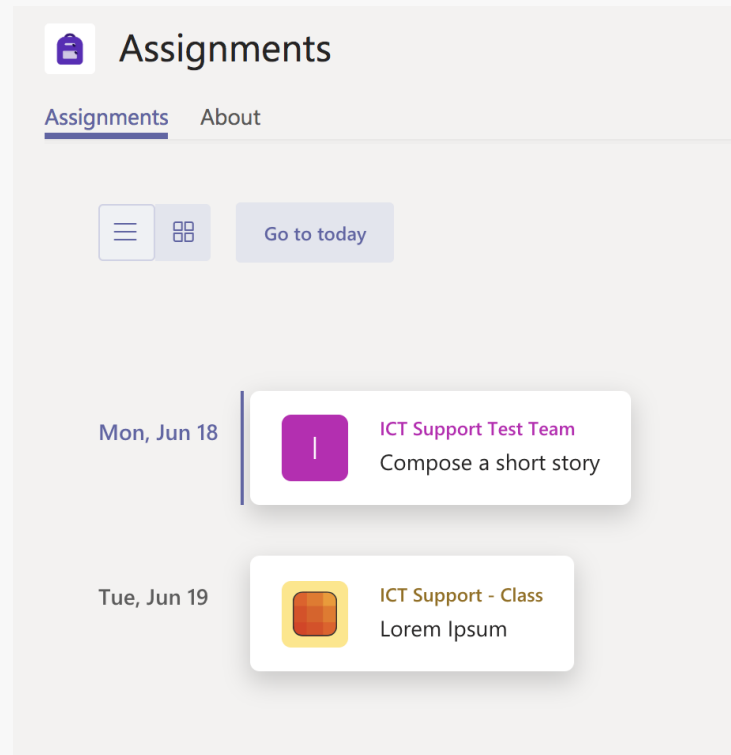 Assignments
Assignments
About
Go to today
Mon, Jun 18
I
ICT Support Test Team
Compose a short story
Tue, Jun 19
ICT Support - Class
Lorem Ipsum